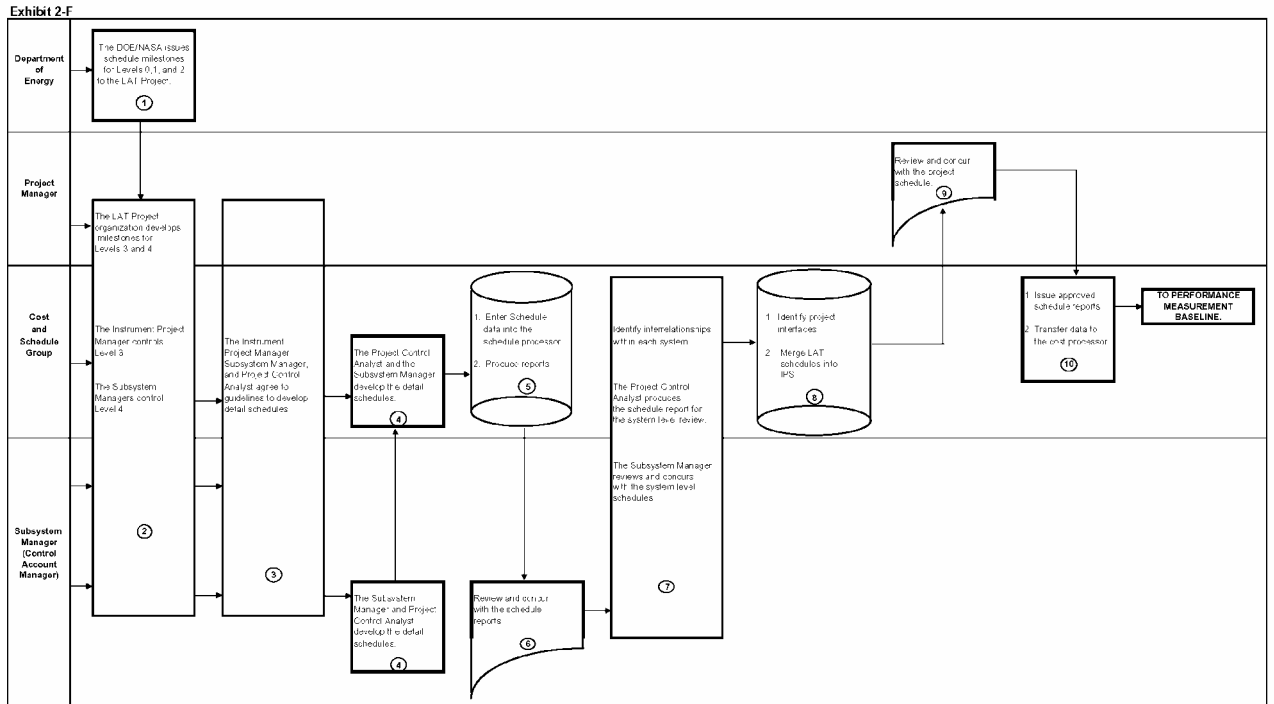 Exhibit 2-F
Department
of
Energy
The DOE/NASA issues
schedule milestones
for Levels 0,1, and 2
to the LAT Project.
1
Project
Manager
The LAT Project
organization develops
milestones for
Levels 3 and 4
Review and concur
with the project
schedule.
9
Cost
and
Schedule
Group
The Instrument Project
Manager controls
Level 3
The Subsystem
Managers control
Level 4
2
The Instrument
Project Manager
Subsystem Manager,
and Project Control
Analyst agree to
guidelines to develop
detail schedules
3
The Project Control
Analyst and the
Subsystem Manager
develop the detail
schedules.
4
1. Enter Schedule
data into the
schedule processor
2. Produce reports
5
Identify interrelationships
within each system
The Project Control
Analyst produces
the schedule report for
the system level review.
The Subsystem Manager
reviews and concurs
with the system level
schedules
7
1 Identify project
interfaces
2 Merge LAT
schedules into
IPS
8
1 Issue approved
schedule reports
2 Transfer data to
the cost processor
10
TO PERFORMANCE
MEASUREMENT
BASELINE.
Subsystem
Manager
(Control
Account
Manager)
The Subsystem
Manager and Project
Control Analyst
develop the detail
schedules.
4
Review and concur
with the schedule
reports
6